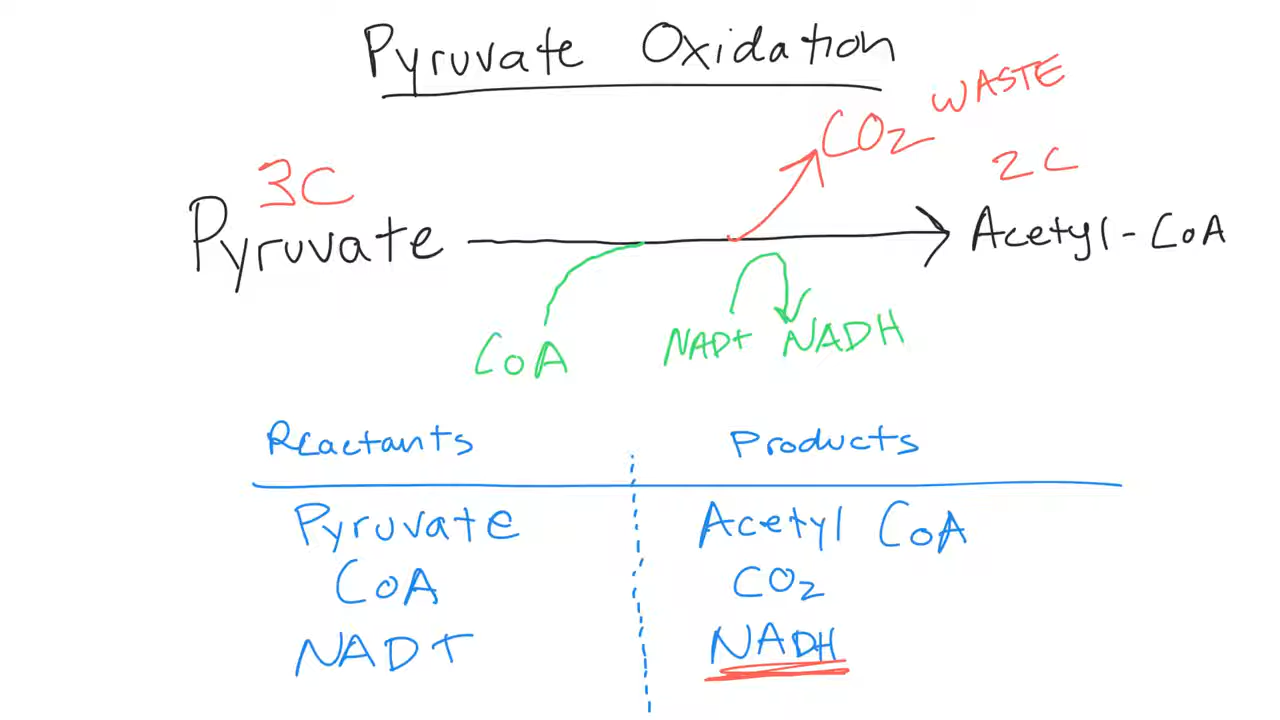 Pyruvate Oxidation
WASTE
CO2
3C
2C
Pyruvate
Acetyl-CoA
CoA
NAD+ NADH
Reactants Products
Pyruvate Acetyl CoA
CoA CO2
NAD+ NADH